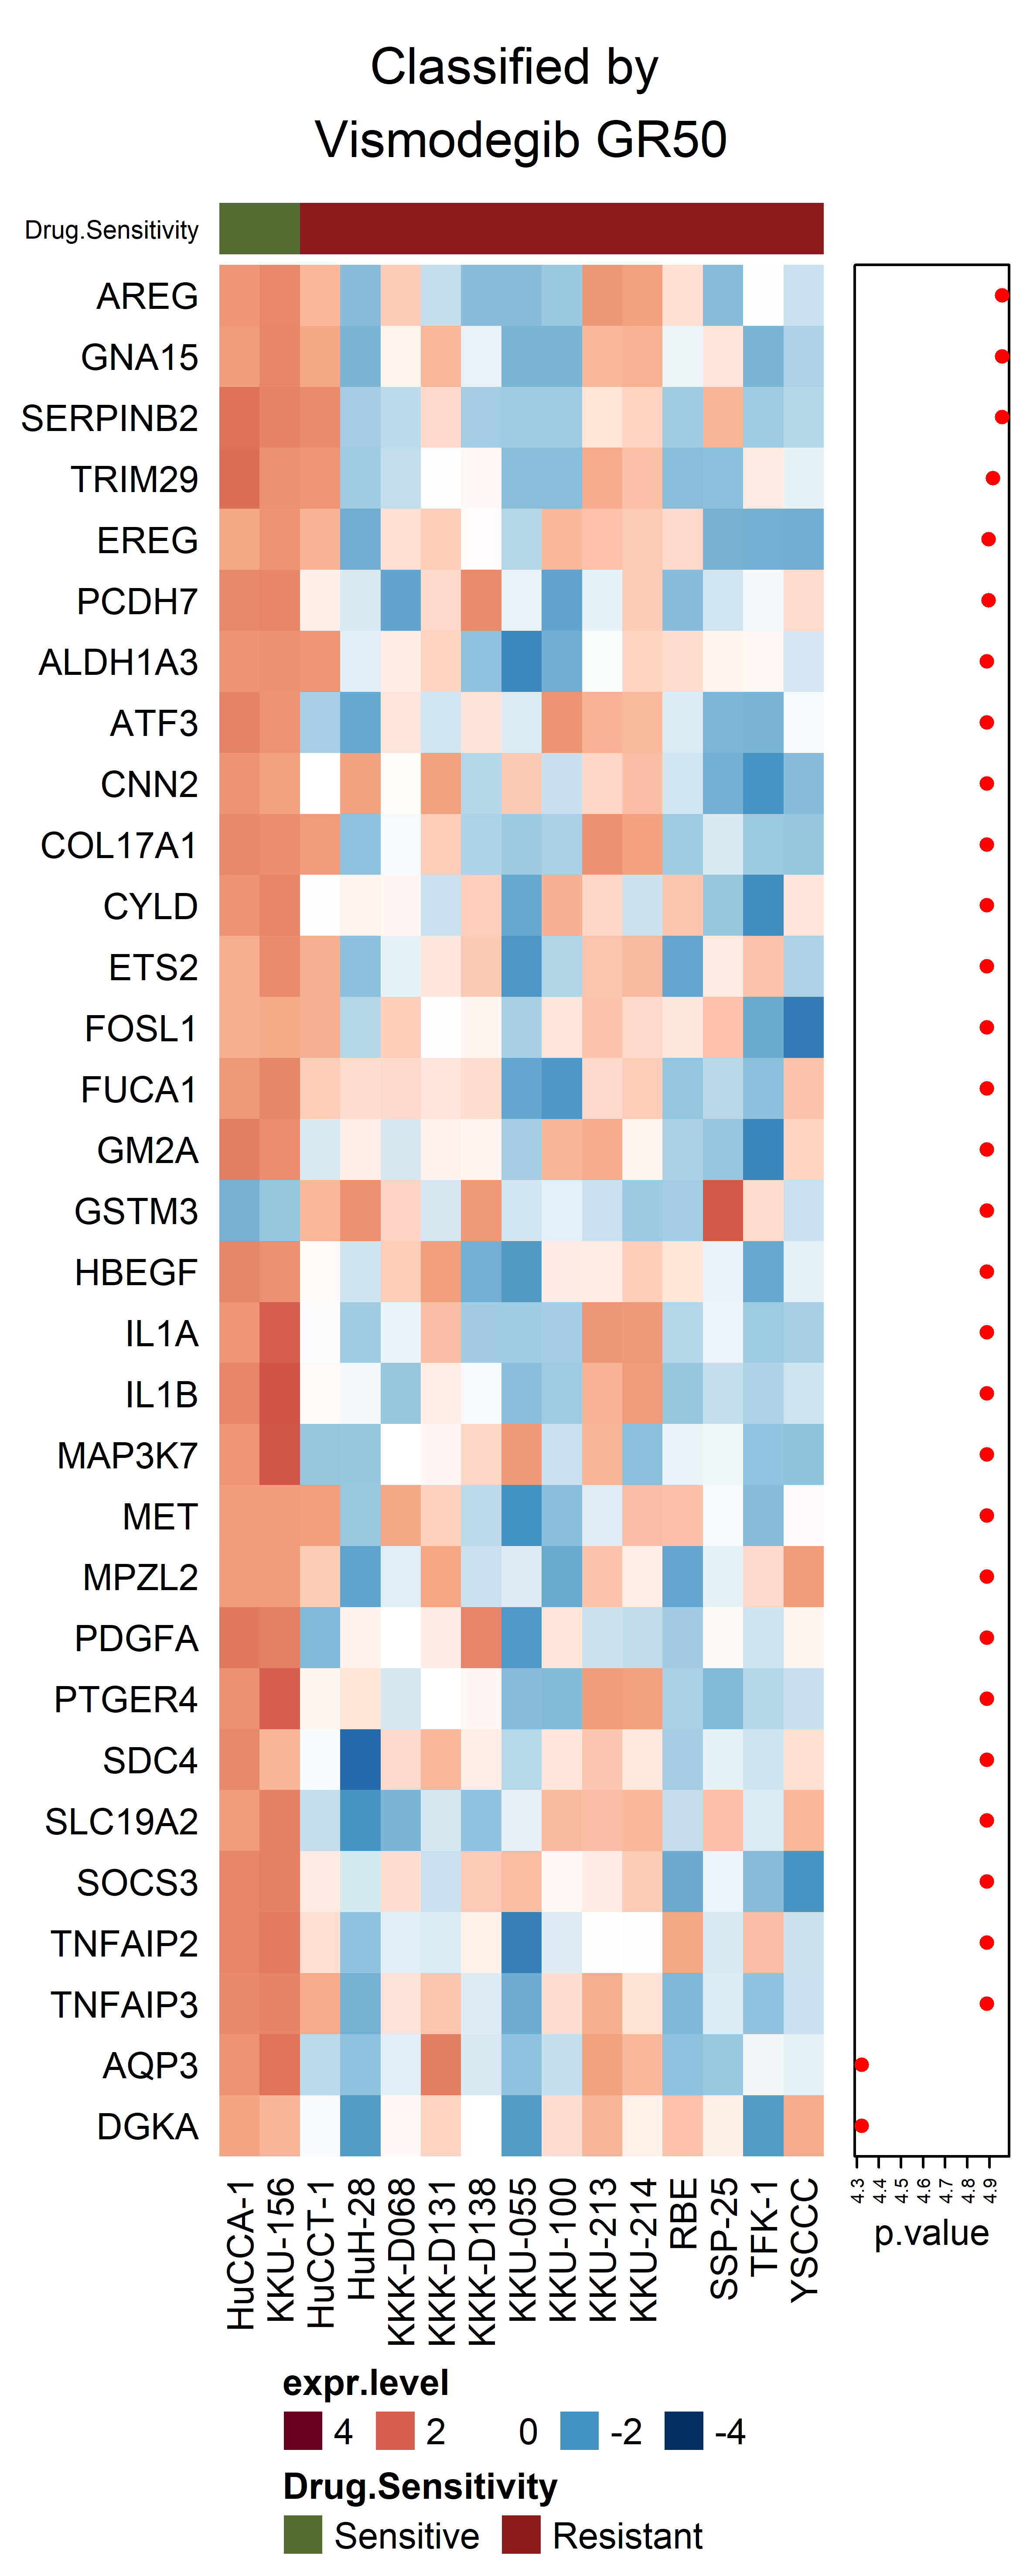 Classified by
Vismodegib GR50
Drug.Sensitivity
AREG
GNA15
SERPINB2
TRIM29
EREG
PCDH7
ALDH1A3
ATF3
CNN2
COL17A1
CYLD
ETS2
FOSL1
FUCA1
GM2A
GSTM3
HBEGF
IL1A
IL1B
MAP3K7
MET
MPZL2
PDGFA
PTGER4
SDC4
SLC19A2
SOCS3
TNFAIP2
TNFAIP3
AQP3
DGKA
HuCCA-1
KKU-156
HuCCT-1
HuH-28
KKK-D068
KKK-D131
KKK-D138
KKU-055
KKU-100
KKU-213
KKU-214
RBE
SSP-25
TFK-1
YSCCC
4.3
4.4
4.5
4.6
4.7
4.8
4.9
p.value
expr.level
4 2 0 -2 -4
Drug.Sensitivity
Sensitive Resistant